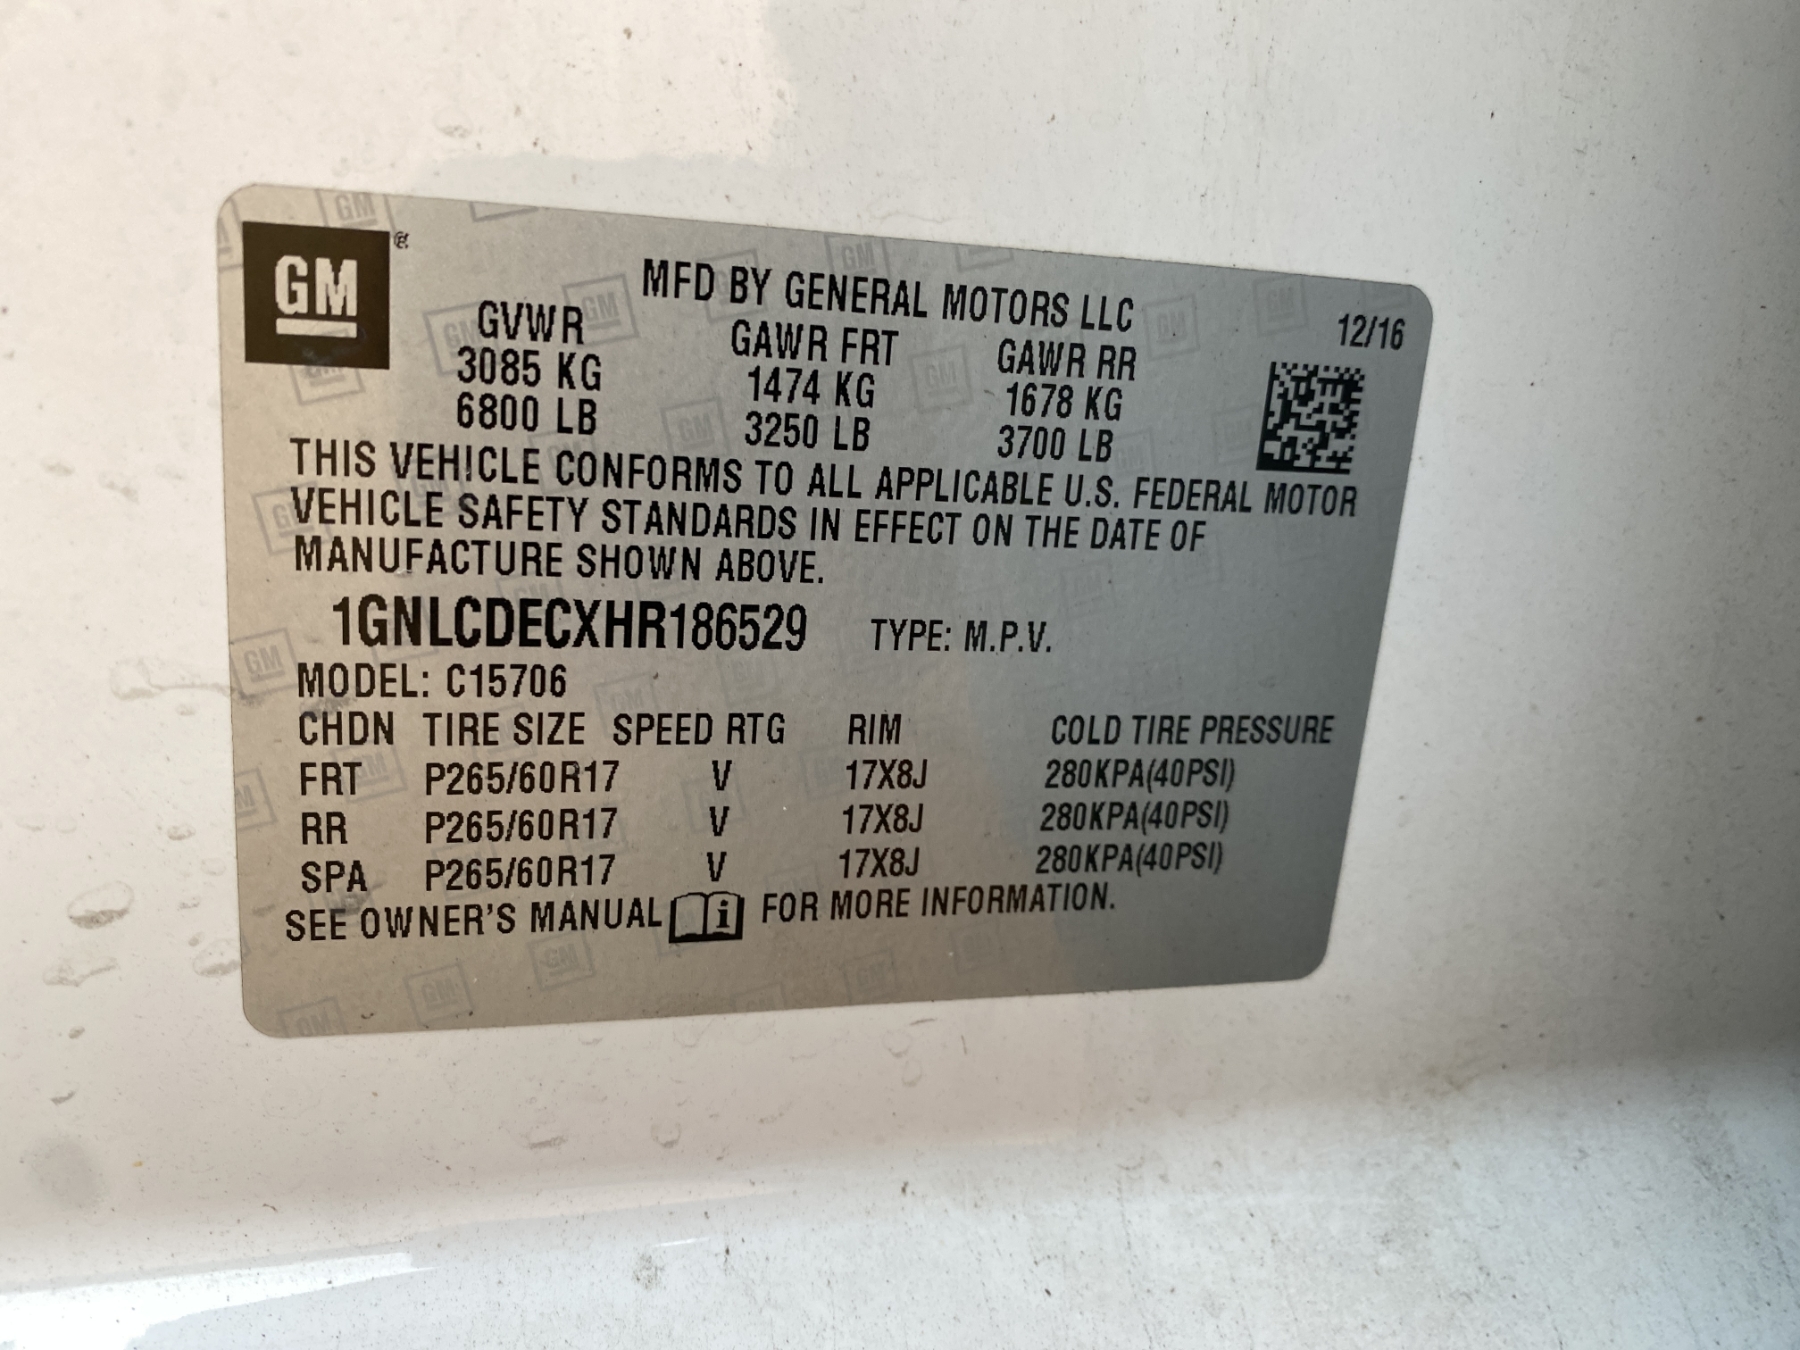 GM
MFD BY GENERAL MOTORS LLC
12/16
GVWR GAWR FRT GAWR RR
3085 KG 1474 KG 1678 KG
6800 LB 3250 LB 3700 LB
THIS VEHICLE CONFORMS TO ALL APPLICABLE U.S. FEDERAL MOTOR
VEHICLE SAFETY STANDARDS IN EFFECT ON THE DATE OF
MANUFACTURE SHOWN ABOVE.
1GNLCDECXHR186529 TYPE: M.P.V.
MODEL: C15706
CHDN TIRE SIZE SPEED RTG RIM COLD TIRE PRESSURE
FRT P265/60R17 V 17X8J 280KPA(40PSI)
RR P265/60R17 V 17X8J 280KPA(40PSI)
SPA P265/60R17 V 17X8J 280KPA(40PSI)
SEE OWNER'S MANUAL i FOR MORE INFORMATION.